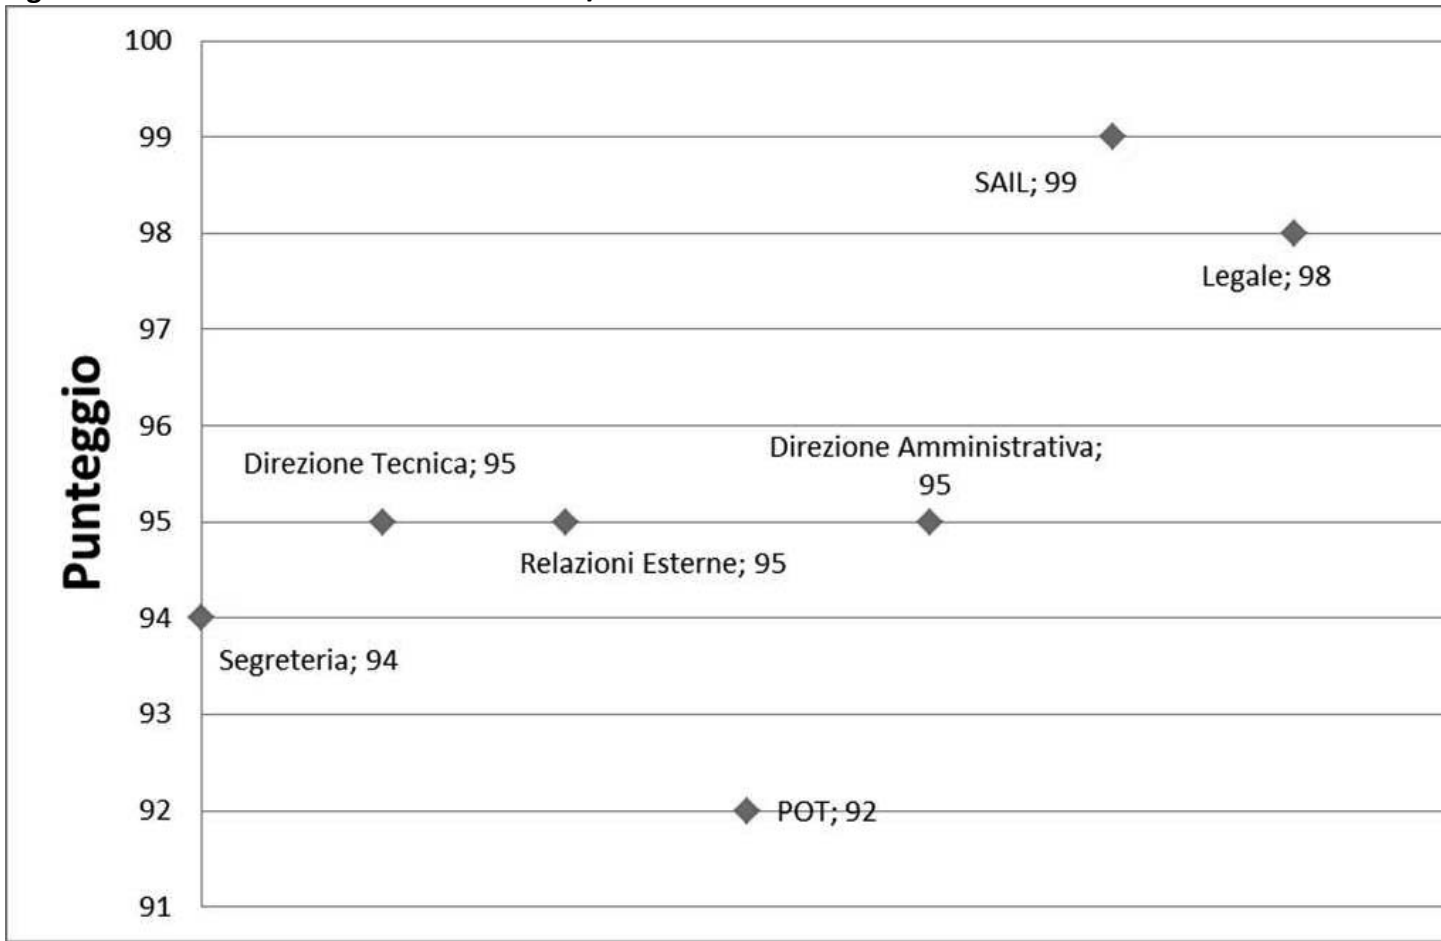 100
99
SAIL; 99
98
Legale; 98
97
Punteggio
96
Direzione Amministrativa;
95
Direzione Tecnica; 95
95
Relazioni Esterne; 95
94
Segreteria; 94
93
92
POT; 92
91